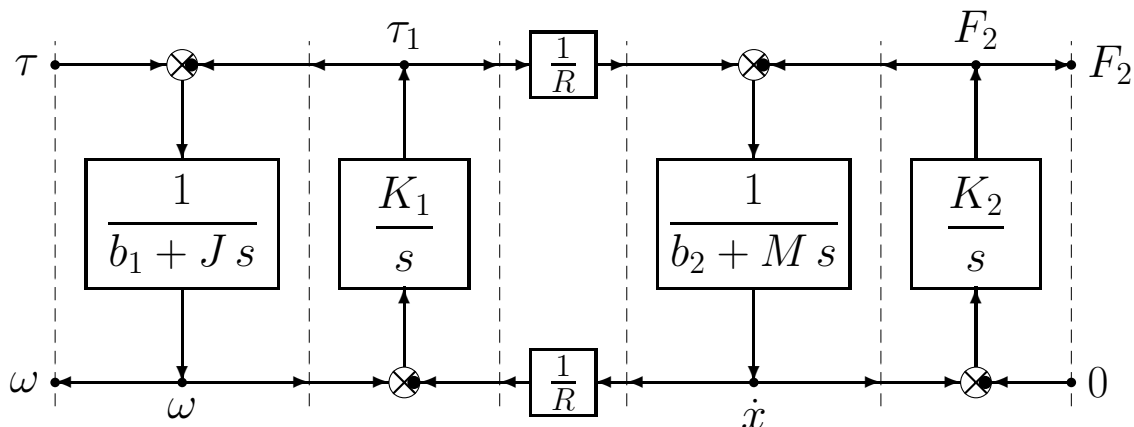 τ τ₁ 1/R F₂ F₂
1/(b₁ + J s) K₁/s 1/(b₂ + M s) K₂/s
ω ω 1/R ẋ 0